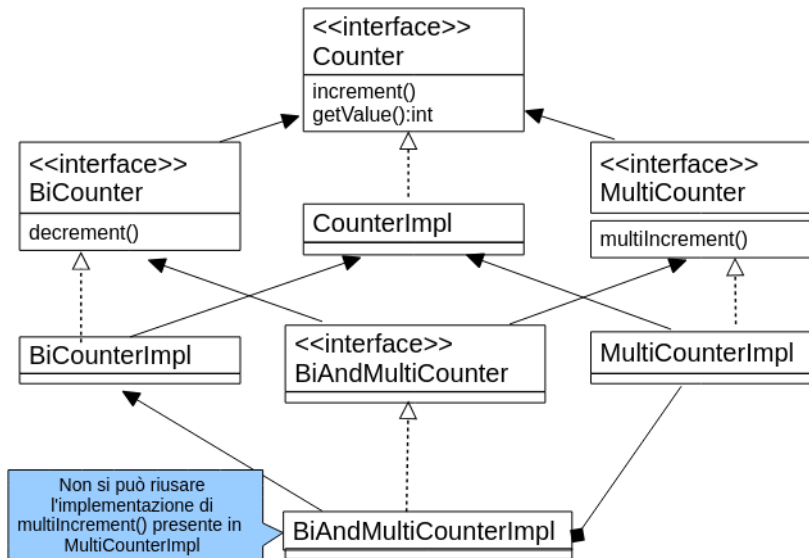 <<interface>>
Counter
increment()
getValue():int
<<interface>>
BiCounter
decrement()
CounterImpl
<<interface>>
MultiCounter
multiIncrement()
BiCounterImpl
<<interface>>
BiAndMultiCounter
MultiCounterImpl
Non si può riusare
l'implementazione di
multiIncrement() presente in
MultiCounterImpl
BiAndMultiCounterImpl